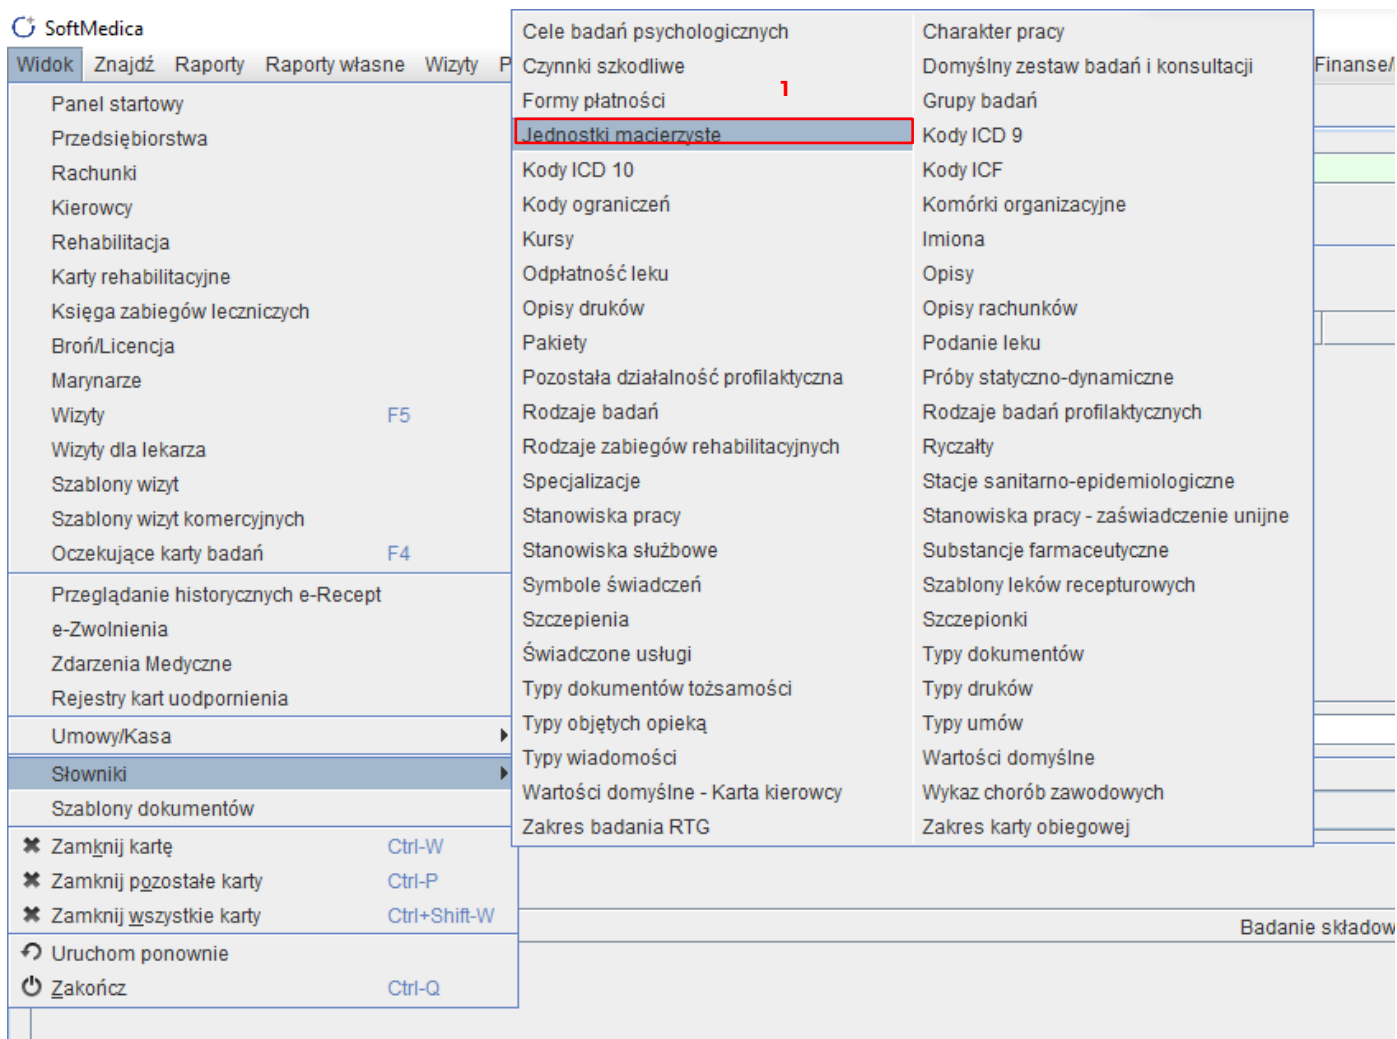 SoftMedica
Widok Znajdź Raporty Raporty własne Wizyty P
Finanse/
Panel startowy
Przedsiębiorstwa
Rachunki
Kierowcy
Rehabilitacja
Karty rehabilitacyjne
Księga zabiegów leczniczych
Broń/Licencja
Marynarze
Wizyty F5
Wizyty dla lekarza
Szablony wizyt
Szablony wizyt komercyjnych
Oczekujące karty badań F4
Przeglądanie historycznych e-Recept
e-Zwolnienia
Zdarzenia Medyczne
Rejestry kart uodpornienia
Umowy/Kasa
Słowniki
Szablony dokumentów
Zamknij kartę Ctrl-W
Zamknij pozostałe karty Ctrl-P
Zamknij wszystkie karty Ctrl+Shift-W
Uruchom ponownie
Zakończ Ctrl-Q
Cele badań psychologicznych Charakter pracy
Czynnki szkodliwe Domyślny zestaw badań i konsultacji
1
Formy płatności Grupy badań
Jednostki macierzyste Kody ICD 9
Kody ICD 10 Kody ICF
Kody ograniczeń Komórki organizacyjne
Kursy Imiona
Odpłatność leku Opisy
Opisy druków Opisy rachunków
Pakiety Podanie leku
Pozostała działalność profilaktyczna Próby statyczno-dynamiczne
Rodzaje badań Rodzaje badań profilaktycznych
Rodzaje zabiegów rehabilitacyjnych Ryczałty
Specjalizacje Stacje sanitarno-epidemiologiczne
Stanowiska pracy Stanowiska pracy - zaświadczenie unijne
Stanowiska służbowe Substancje farmaceutyczne
Symbole świadczeń Szablony leków recepturowych
Szczepienia Szczepionki
Świadczone usługi Typy dokumentów
Typy dokumentów tożsamości Typy druków
Typy objętych opieką Typy umów
Typy wiadomości Wartości domyślne
Wartości domyślne - Karta kierowcy Wykaz chorób zawodowych
Zakres badania RTG Zakres karty obiegowej
Badanie składow